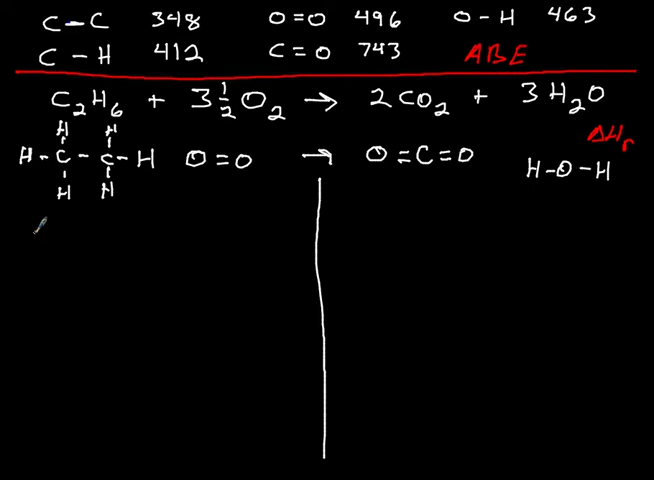 C-C 348 O=O 496 O-H 463
C-H 412 C=O 743 ABE
C₂H₆ + 3½O₂ → 2CO₂ + 3H₂O
ΔHr
H H
H-C-C-H O=O → O=C=O H-O-H
H H